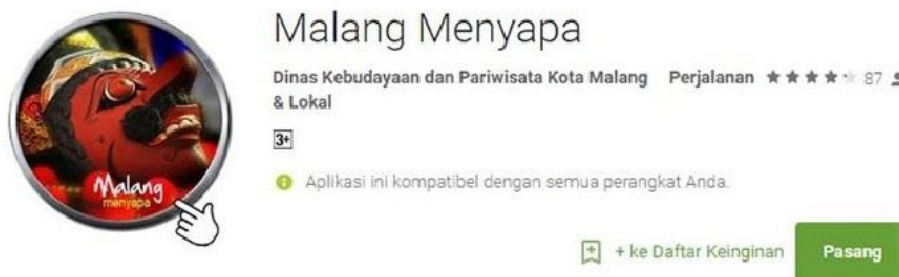 Malang
menyapa
Malang Menyapa
Dinas Kebudayaan dan Pariwisata Kota Malang Perjalanan 87
& Lokal
3+
Aplikasi ini kompatibel dengan semua perangkat Anda.
+ ke Daftar Keinginan
Pasang